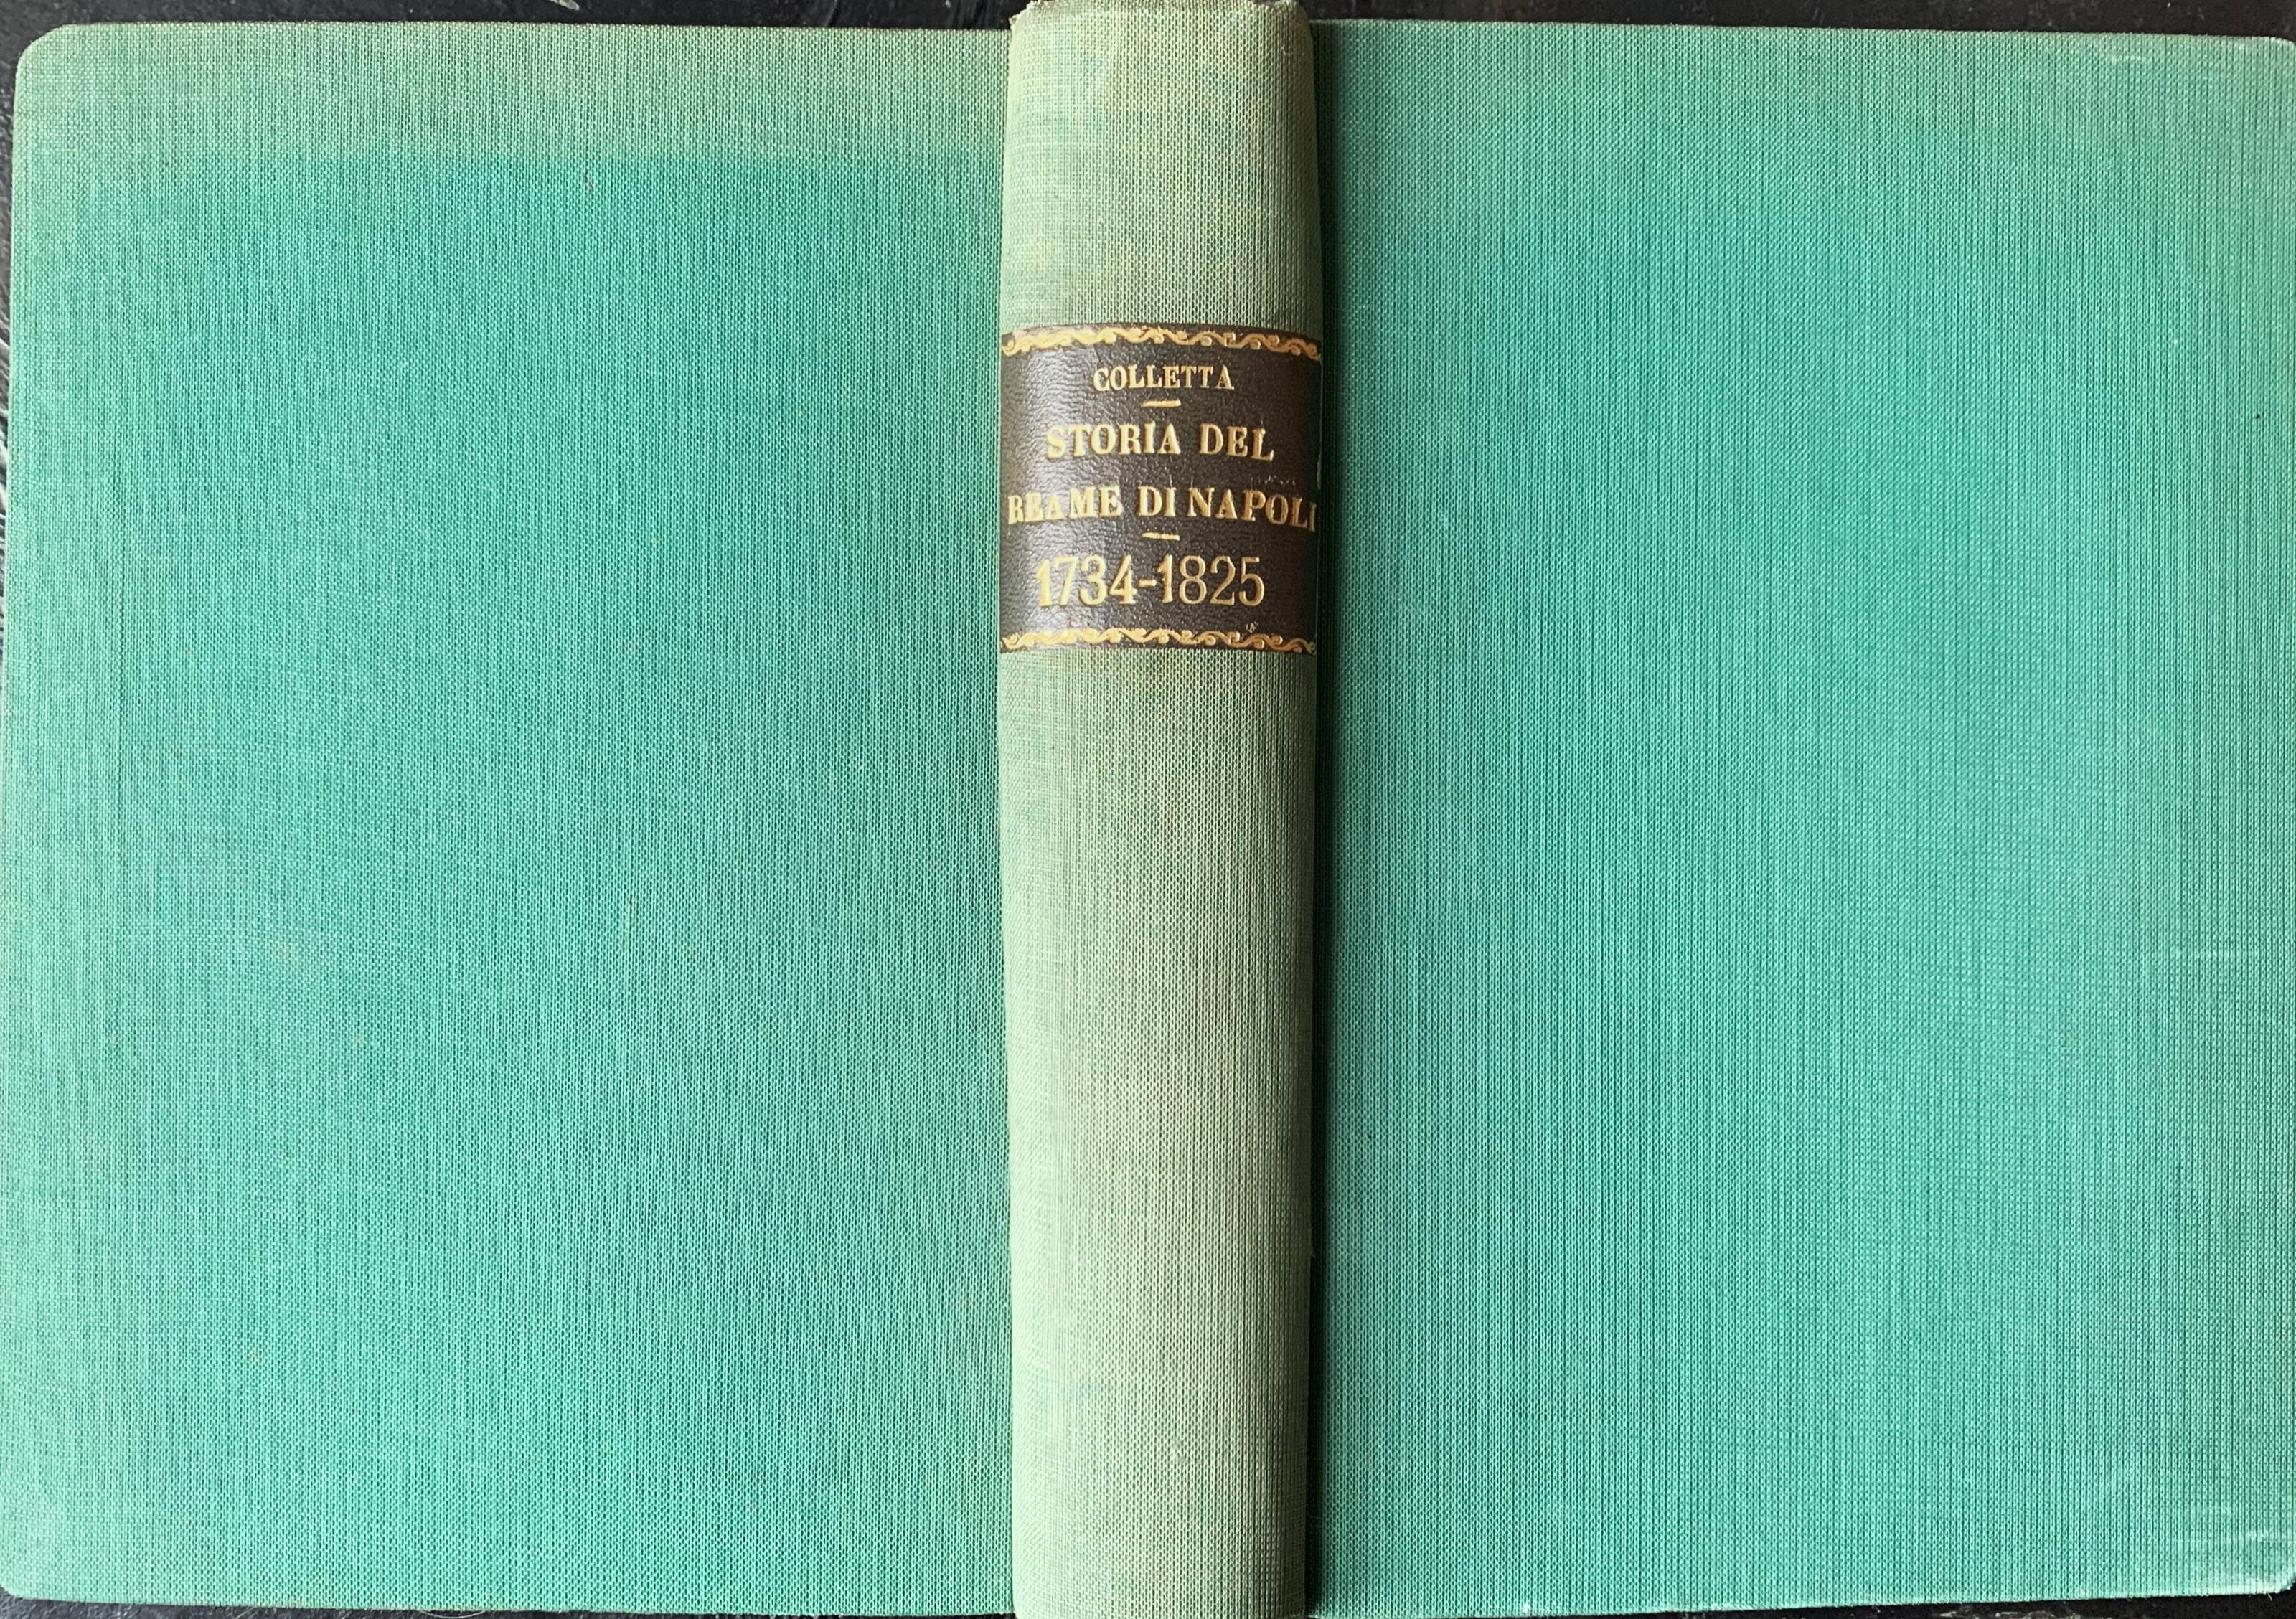 COLLETTA
STORIA DEL
REAME DI NAPOLI
1734-1825